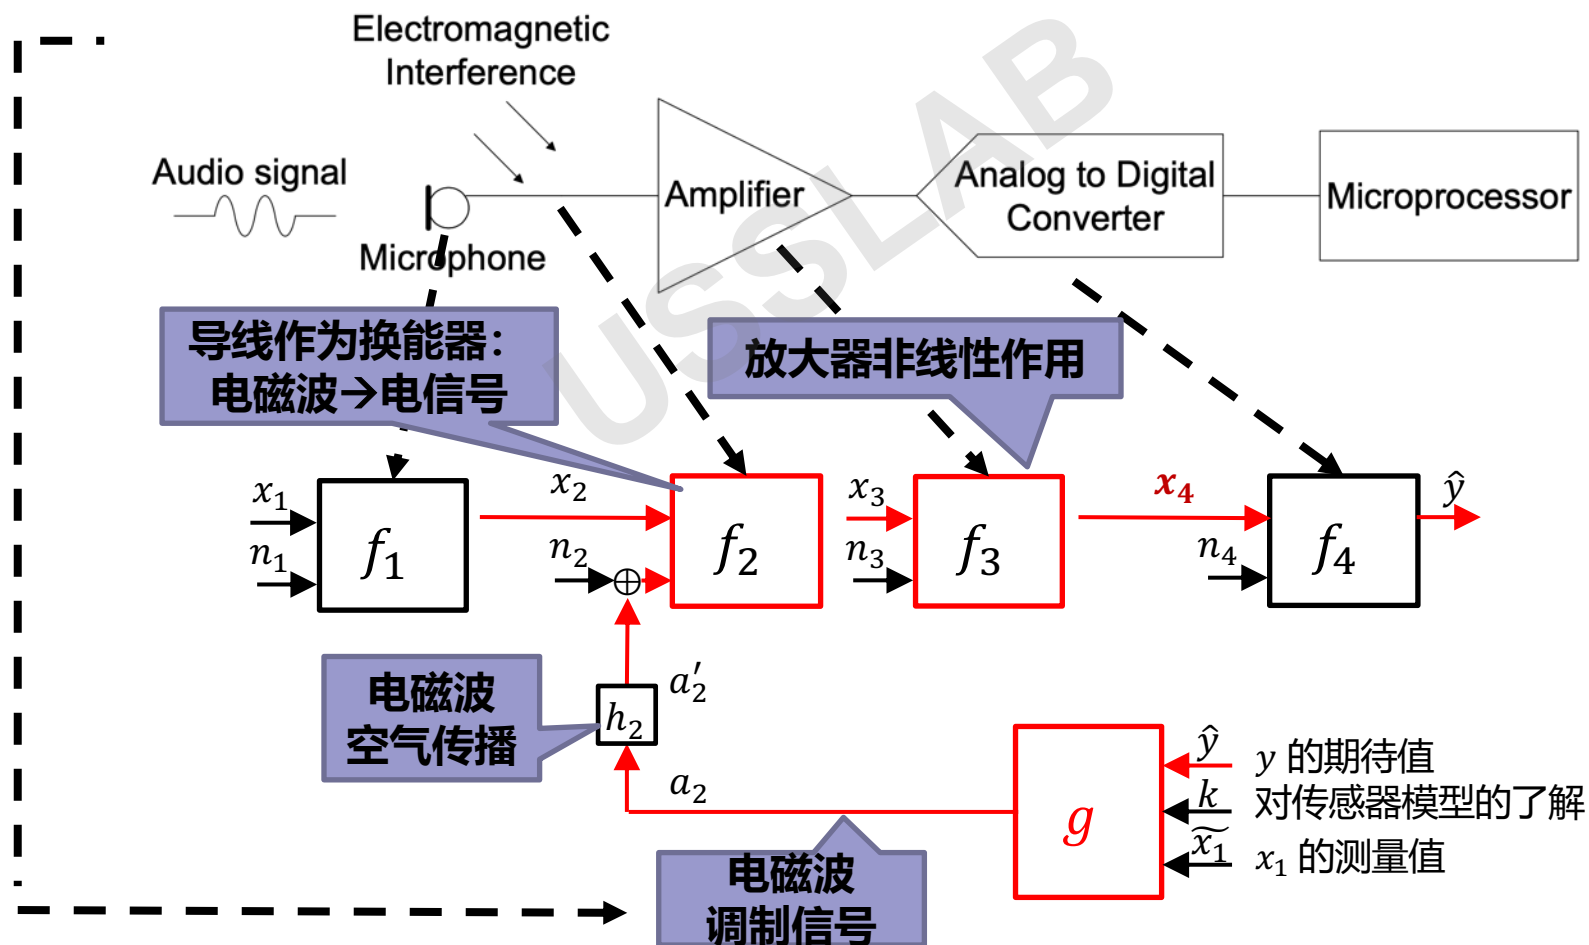 Electromagnetic
Interference
Audio signal
Microphone
Amplifier
Analog to Digital
Converter
Microprocessor
USSLAB
导线作为换能器：
电磁波→电信号
放大器非线性作用
x₁
n₁
f₁
x₂
n₂
⊕
f₂
x₃
n₃
f₃
x₄
n₄
f₄
ŷ
电磁波
空气传播
h₂
a₂′
a₂
电磁波
调制信号
g
ŷ y 的期待值
k 对传感器模型的了解
x̃₁ x₁ 的测量值